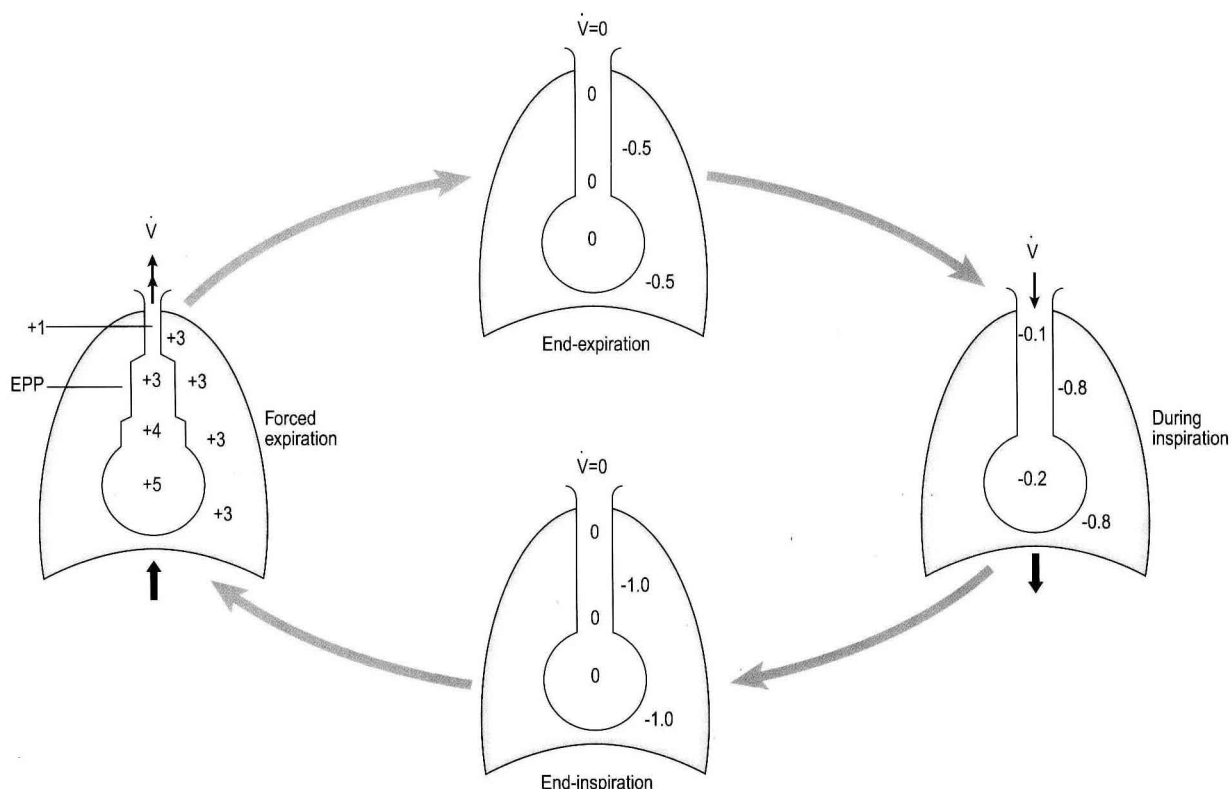 V̇=0
0
-0.5
0
0
-0.5
End-expiration
V̇
+1
+3
EPP
+3
+3
Forced
expiration
+4
+3
+5
+3
V̇
-0.1
-0.8
During
inspiration
-0.2
-0.8
V̇=0
0
-1.0
0
0
-1.0
End-inspiration